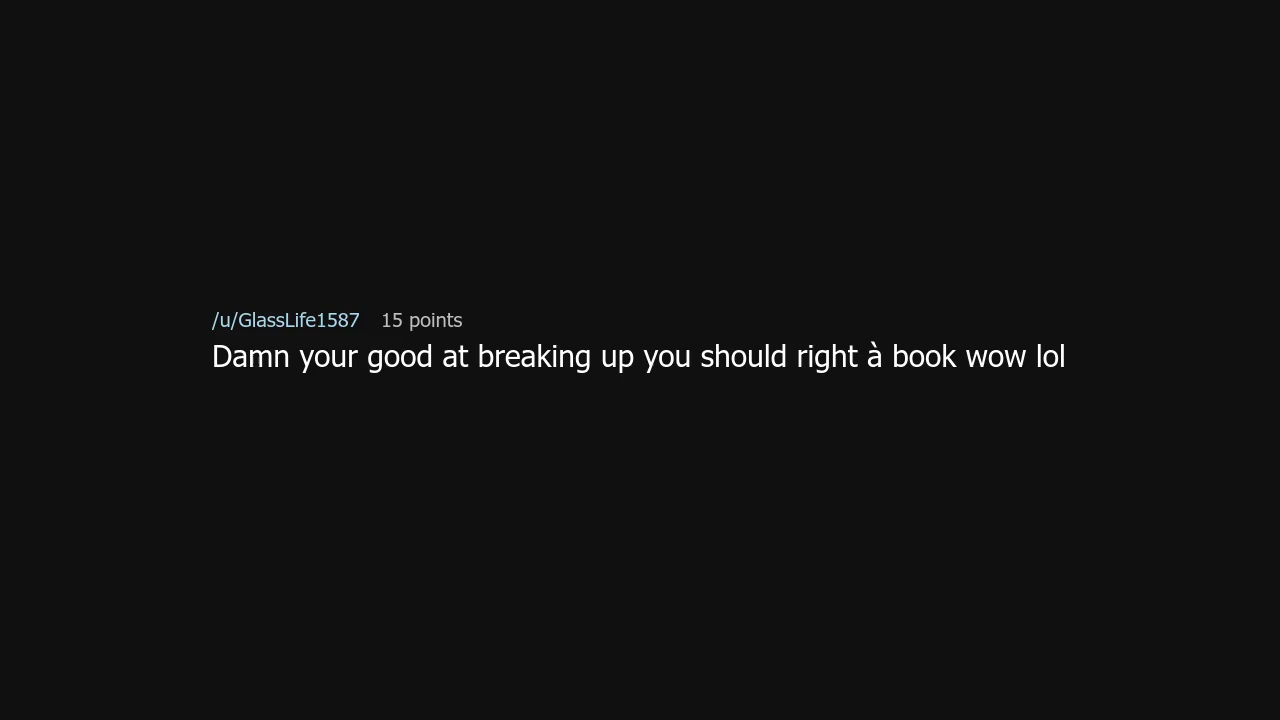 /u/GlassLife1587 15 points
Damn your good at breaking up you should right à book wow lol